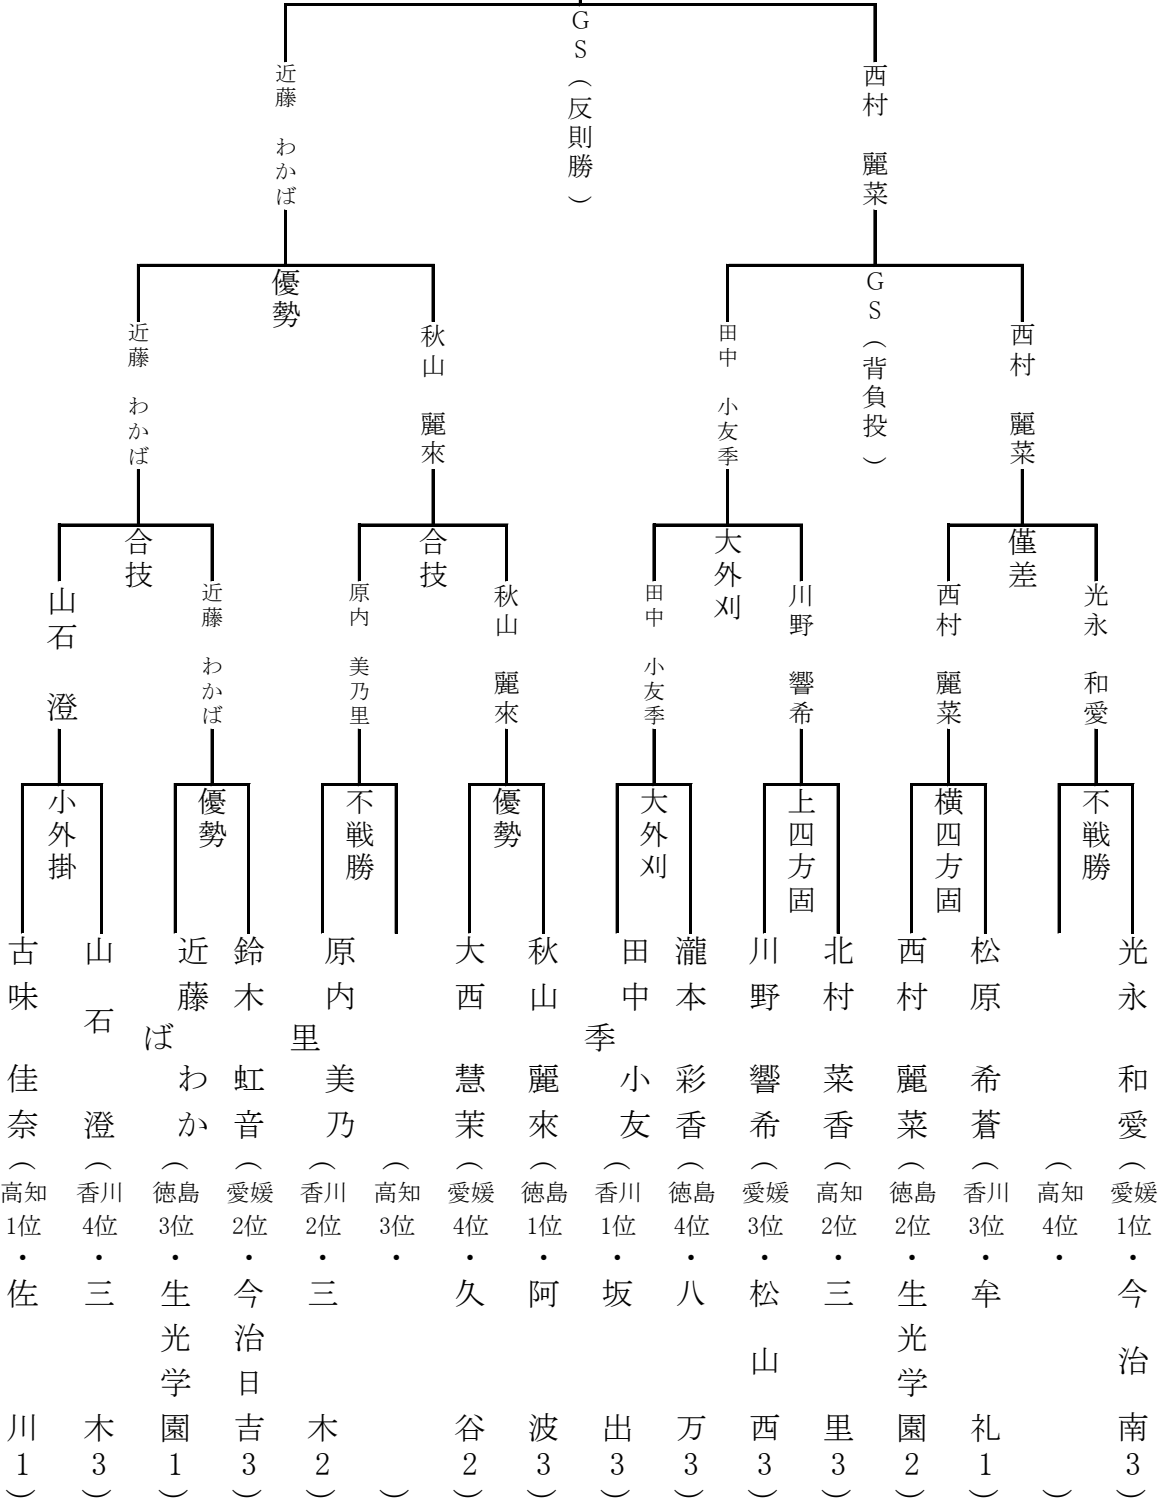 GS（反則勝）
近藤　わかば
西村　麗菜
優勢
GS（背負投）
近藤　わかば
秋山　麗來
田中　小友季
西村　麗菜
合技
合技
大外刈
僅差
山石　澄
近藤　わかば
原内　美乃里
秋山　麗來
田中　小友季
川野　響希
西村　麗菜
光永　和愛
小外掛
優勢
不戦勝
優勢
大外刈
上四方固
横四方固
不戦勝
古味　佳奈（高知1位・佐川1）
山石　澄（香川4位・三木3）
近藤　わかば（徳島3位・生光学園1）
鈴木　虹音（愛媛2位・今治日吉3）
原内　美乃里（香川2位・三木2）
（高知3位・　）
大西　慧茉（愛媛4位・久谷2）
秋山　麗來（徳島1位・阿波3）
田中　小友季（香川1位・坂出3）
瀧本　彩香（徳島4位・八万3）
川野　響希（愛媛3位・松山西3）
北村　菜香（高知2位・三里3）
西村　麗菜（徳島2位・生光学園2）
松原　希蒼（香川3位・牟礼1）
（高知4位・　）
光永　和愛（愛媛1位・今治南3）